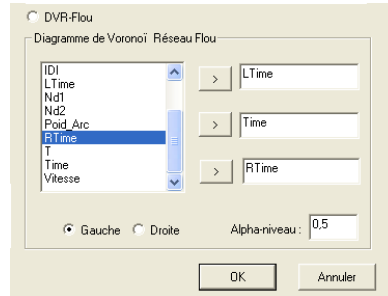 DVR-Flou
Diagramme de Voronoï Réseau Flou
IDI
LTime
Nd1
Nd2
Poid_Arc
RTime
T
Time
Vitesse
> LTime
> Time
> RTime
Gauche Droite
Alpha-niveau : 0,5
OK Annuler